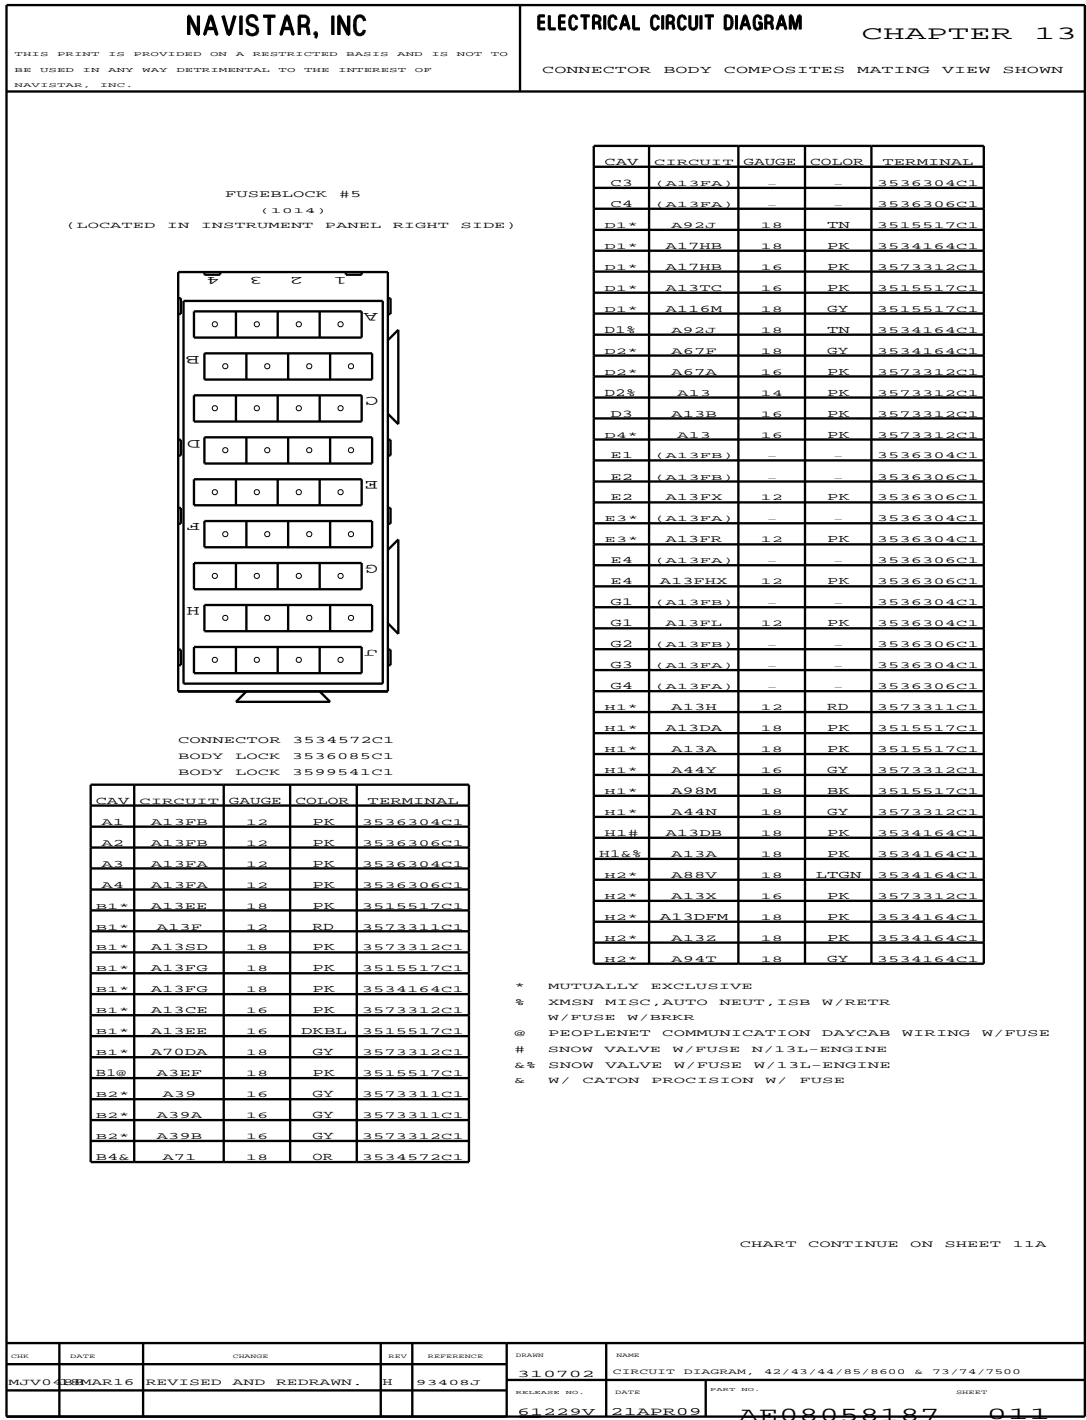 NAVISTAR, INC
THIS PRINT IS PROVIDED ON A RESTRICTED BASIS AND IS NOT TO
BE USED IN ANY WAY DETRIMENTAL TO THE INTEREST OF
NAVISTAR, INC.
ELECTRICAL CIRCUIT DIAGRAM
CHAPTER 13
CONNECTOR BODY COMPOSITES MATING VIEW SHOWN
FUSEBLOCK #5
(1014)
(LOCATED IN INSTRUMENT PANEL RIGHT SIDE)
4 3 2 1
A
B
C
D
E
F
G
H
J
CONNECTOR 3534572C1
BODY LOCK 3536085C1
BODY LOCK 3599541C1
CAV CIRCUIT GAUGE COLOR TERMINAL
A1 A13FB 12 PK 3536304C1
A2 A13FB 12 PK 3536306C1
A3 A13FA 12 PK 3536304C1
A4 A13FA 12 PK 3536306C1
B1* A13EE 18 PK 3515517C1
B1* A13F 12 RD 3573311C1
B1* A13SD 18 PK 3573312C1
B1* A13FG 18 PK 3515517C1
B1* A13FG 18 PK 3534164C1
B1* A13CE 16 PK 3573312C1
B1* A13EE 16 DKBL 3515517C1
B1* A70DA 18 GY 3573312C1
B1@ A3EF 18 PK 3515517C1
B2* A39 16 GY 3573311C1
B2* A39A 16 GY 3573311C1
B2* A39B 16 GY 3573312C1
B4& A71 18 OR 3534572C1
CAV CIRCUIT GAUGE COLOR TERMINAL
C3 (A13FA) – – 3536304C1
C4 (A13FA) – – 3536306C1
D1* A92J 18 TN 3515517C1
D1* A17HB 18 PK 3534164C1
D1* A17HB 16 PK 3573312C1
D1* A13TC 16 PK 3515517C1
D1* A116M 18 GY 3515517C1
D1% A92J 18 TN 3534164C1
D2* A67F 18 GY 3534164C1
D2* A67A 16 PK 3573312C1
D2% A13 14 PK 3573312C1
D3 A13B 16 PK 3573312C1
D4* A13 16 PK 3573312C1
E1 (A13FB) – – 3536304C1
E2 (A13FB) – – 3536306C1
E2 A13FX 12 PK 3536306C1
E3* (A13FA) – – 3536304C1
E3* A13FR 12 PK 3536304C1
E4 (A13FA) – – 3536306C1
E4 A13FHX 12 PK 3536306C1
G1 (A13FB) – – 3536304C1
G1 A13FL 12 PK 3536304C1
G2 (A13FB) – – 3536306C1
G3 (A13FA) – – 3536304C1
G4 (A13FA) – – 3536306C1
H1* A13H 12 RD 3573311C1
H1* A13DA 18 PK 3515517C1
H1* A13A 18 PK 3515517C1
H1* A44Y 16 GY 3573312C1
H1* A98M 18 BK 3515517C1
H1* A44N 18 GY 3573312C1
H1# A13DB 18 PK 3534164C1
H1&% A13A 18 PK 3534164C1
H2* A88V 18 LTGN 3534164C1
H2* A13X 16 PK 3573312C1
H2* A13DFM 18 PK 3534164C1
H2* A13Z 18 PK 3534164C1
H2* A94T 18 GY 3534164C1
* MUTUALLY EXCLUSIVE
% XMSN MISC,AUTO NEUT,ISB W/RETR
W/FUSE W/BRKR
@ PEOPLENET COMMUNICATION DAYCAB WIRING W/FUSE
# SNOW VALVE W/FUSE N/13L-ENGINE
&% SNOW VALVE W/FUSE W/13L-ENGINE
& W/ CATON PROCISION W/ FUSE
CHART CONTINUE ON SHEET 11A
CHK DATE CHANGE REV REFERENCE
REVISED AND REDRAWN. H 93408J
DRAWN
310702
NAME
CIRCUIT DIAGRAM, 42/43/44/85/8600 & 73/74/7500
RELEASE NO.
61229V
DATE
21APR09
PART NO.
AE08058187
SHEET
011